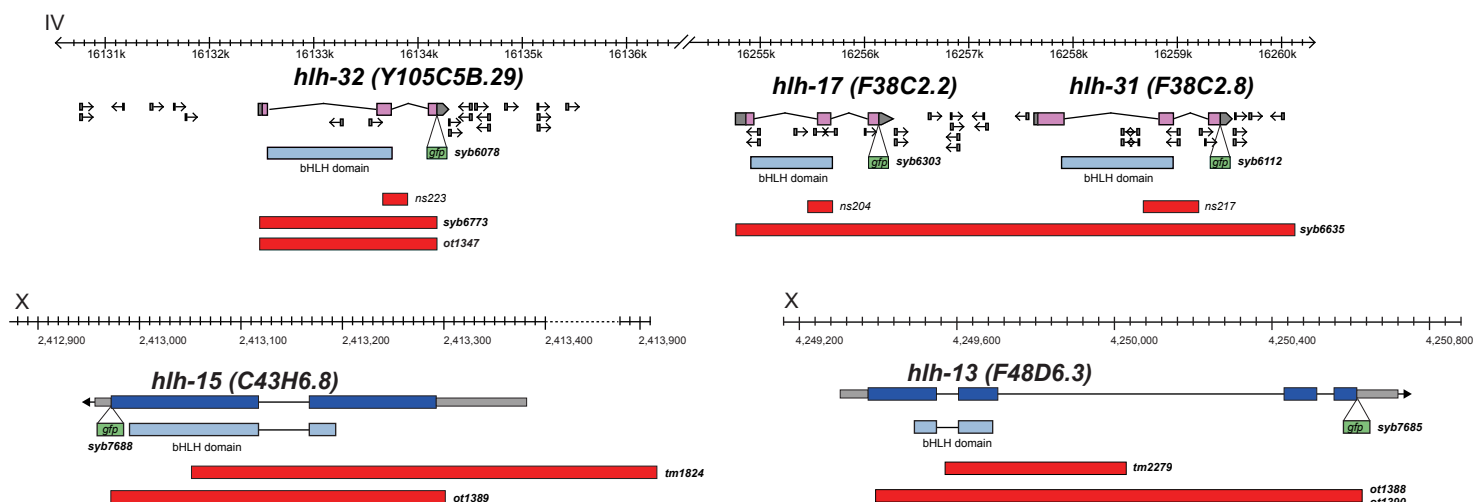 IV
16131k 16132k 16133k 16134k 16135k 16136k 16255k 16256k 16257k 16258k 16259k 16260k
hlh-32 (Y105C5B.29)
hlh-17 (F38C2.2)
hlh-31 (F38C2.8)
gfp syb6078
gfp syb6303
gfp syb6112
bHLH domain
bHLH domain
bHLH domain
ns223
ns204
ns217
syb6773
syb6635
ot1347
X
2,412,900 2,413,000 2,413,100 2,413,200 2,413,300 2,413,400 2,413,900
X
4,249,200 4,249,600 4,250,000 4,250,400 4,250,800
hlh-15 (C43H6.8)
hlh-13 (F48D6.3)
gfp
syb7688
bHLH domain
gfp syb7685
bHLH domain
tm1824
tm2279
ot1389
ot1388
ot1390